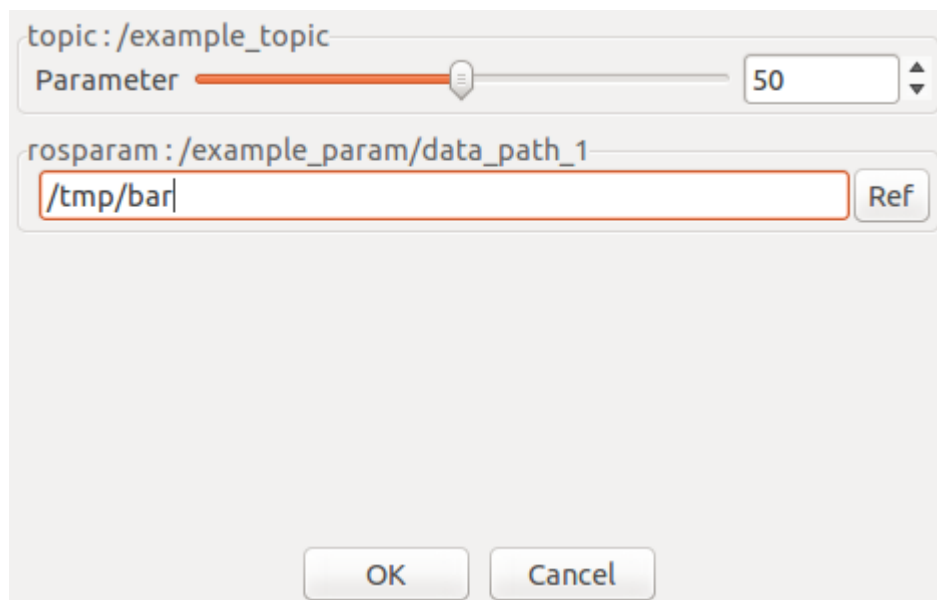 topic : /example_topic
Parameter 50
rosparam : /example_param/data_path_1
/tmp/bar Ref
OK Cancel